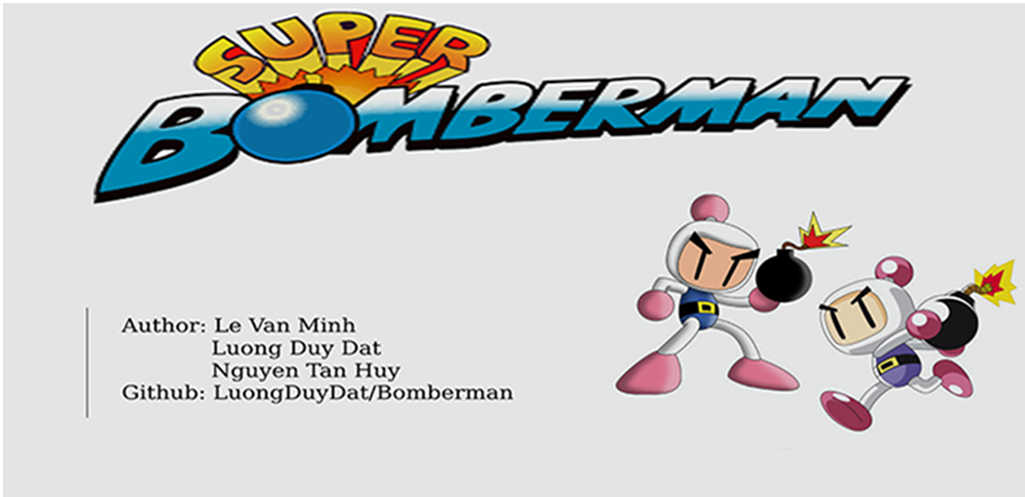 SUPER
BOMBERMAN
Author: Le Van Minh
Luong Duy Dat
Nguyen Tan Huy
Github: LuongDuyDat/Bomberman